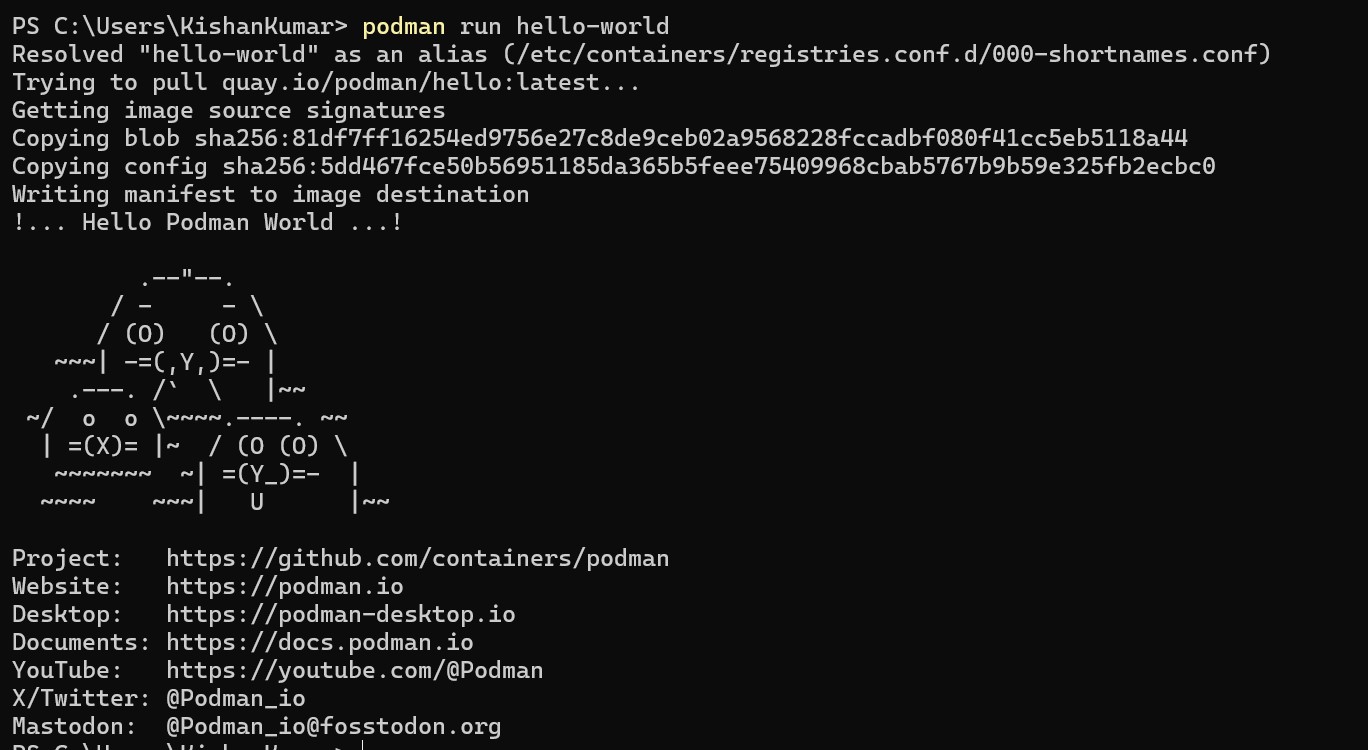 PS C:\Users\KishanKumar> podman run hello-world
Resolved "hello-world" as an alias (/etc/containers/registries.conf.d/000-shortnames.conf)
Trying to pull quay.io/podman/hello:latest...
Getting image source signatures
Copying blob sha256:81df7ff16254ed9756e27c8de9ceb02a9568228fccadbf080f41cc5eb5118a44
Copying config sha256:5dd467fce50b56951185da365b5feee75409968cbab5767b9b59e325fb2ecbc0
Writing manifest to image destination
!... Hello Podman World ...!

         .--"--.
       / -     - \
      / (O)   (O) \
   ~~~| -=(,Y,)=- |
    .---. /`  \   |~~
 ~/  o  o \~~~~.----. ~~
  | =(X)= |~  / (O (O) \
   ~~~~~~~  ~| =(Y_)=-  |
  ~~~~    ~~~|   U      |~~

Project:   https://github.com/containers/podman
Website:   https://podman.io
Desktop:   https://podman-desktop.io
Documents: https://docs.podman.io
YouTube:   https://youtube.com/@Podman
X/Twitter: @Podman_io
Mastodon:  @Podman_io@fosstodon.org
PS C:\Users\KishanKumar>